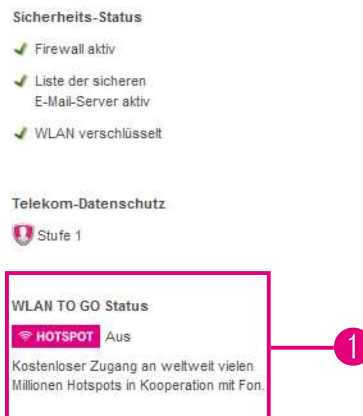 Sicherheits-Status
Firewall aktiv
Liste der sicheren
E-Mail-Server aktiv
WLAN verschlüsselt
Telekom-Datenschutz
Stufe 1
WLAN TO GO Status
HOTSPOT Aus
Kostenloser Zugang an weltweit vielen
Millionen Hotspots in Kooperation mit Fon.
1